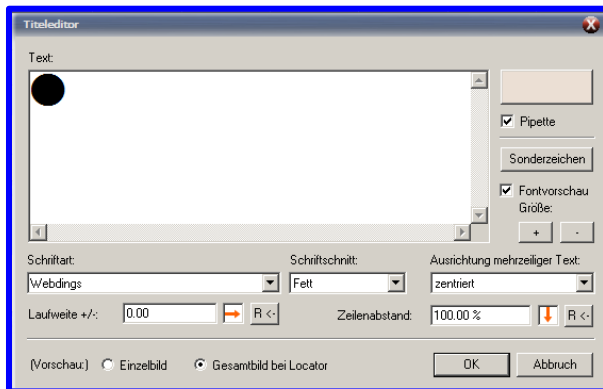 Titeleditor
Text:
Pipette
Sonderzeichen
Fontvorschau
Größe:
+ -
Schriftart: Schriftschnitt: Ausrichtung mehrzeiliger Text:
Webdings Fett zentriert
Laufweite +/-: 0.00 R <- Zeilenabstand: 100.00 % R <-
(Vorschau:) Einzelbild Gesamtbild bei Locator OK Abbruch